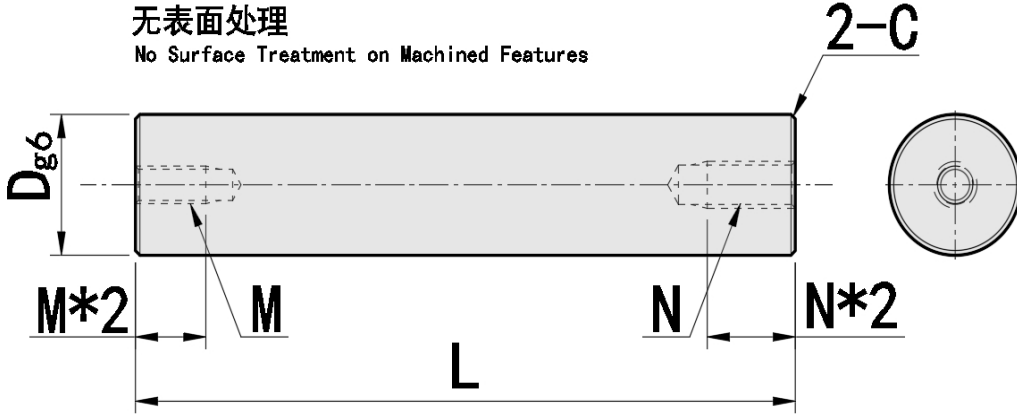 无表面处理
No Surface Treatment on Machined Features
2-C
Dg6
M*2
M
N
N*2
L